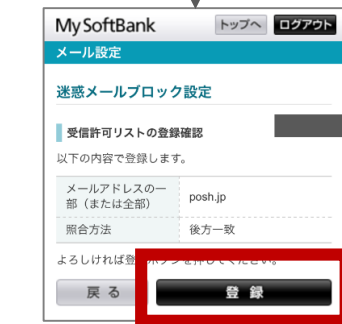 My SoftBank
トップへ
ログアウト
メール設定
迷惑メールブロック設定
受信許可リストの登録確認
以下の内容で登録します。
メールアドレスの一
部（または全部）
posh.jp
照合方法
後方一致
よろしければ登ボタンを押してください。
戻る
登録